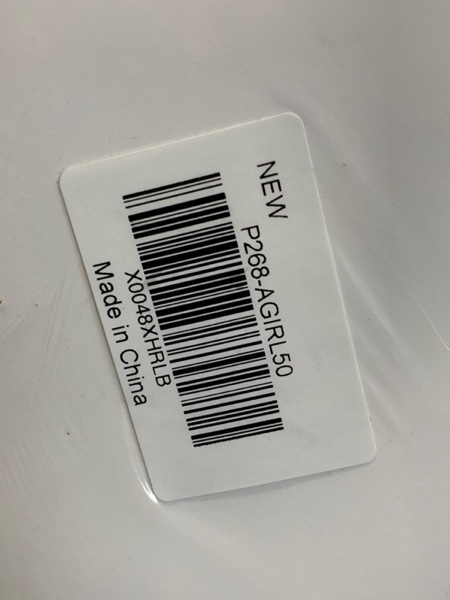 NEW
P268-AGIRL50
X0048XHRLB
Made in China